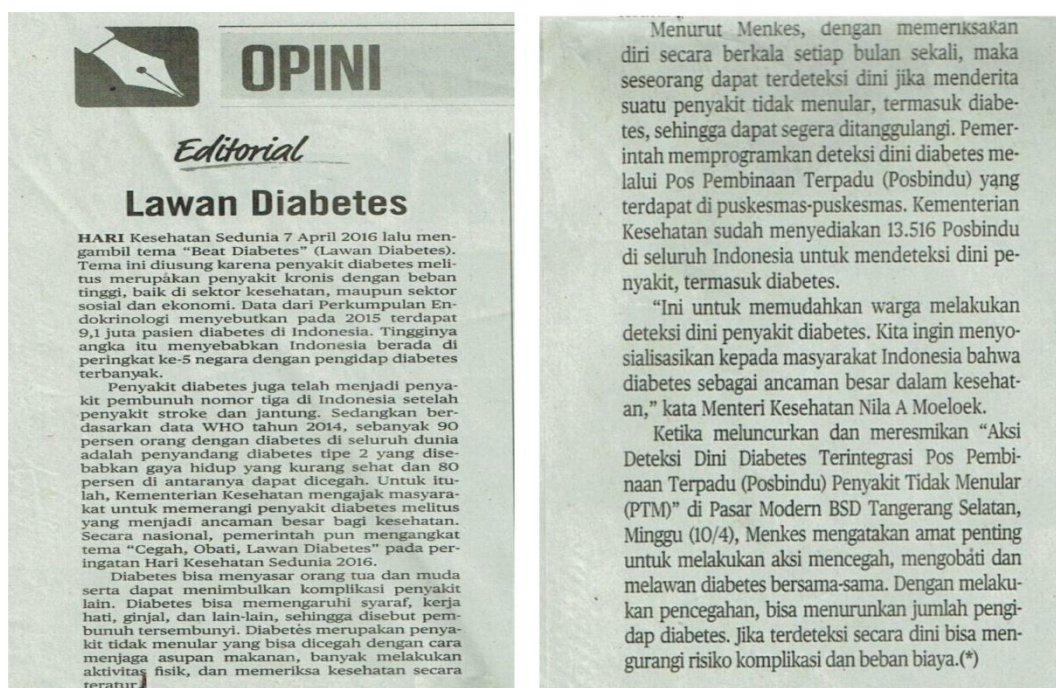 OPINI
Editorial
Lawan Diabetes
HARI Kesehatan Sedunia 7 April 2016 lalu men-
gambil tema “Beat Diabetes” (Lawan Diabetes).
Tema ini diusung karena penyakit diabetes meli-
tus merupakan penyakit kronis dengan beban
tinggi, baik di sektor kesehatan, maupun sektor
sosial dan ekonomi. Data dari Perkumpulan En-
dokrinologi menyebutkan pada 2015 terdapat
9,1 juta pasien diabetes di Indonesia. Tingginya
angka itu menyebabkan Indonesia berada di
peringkat ke-5 negara dengan pengidap diabetes
terbanyak.
Penyakit diabetes juga telah menjadi penya-
kit pembunuh nomor tiga di Indonesia setelah
penyakit stroke dan jantung. Sedangkan ber-
dasarkan data WHO tahun 2014, sebanyak 90
persen orang dengan diabetes di seluruh dunia
adalah penyandang diabetes tipe 2 yang dise-
babkan gaya hidup yang kurang sehat dan 80
persen di antaranya dapat dicegah. Untuk itu-
lah, Kementerian Kesehatan mengajak masyara-
kat untuk memerangi penyakit diabetes melitus
yang menjadi ancaman besar bagi kesehatan.
Secara nasional, pemerintah pun mengangkat
tema “Cegah, Obati, Lawan Diabetes” pada per-
ingatan Hari Kesehatan Sedunia 2016.
Diabetes bisa menyasar orang tua dan muda
serta dapat menimbulkan komplikasi penyakit
lain. Diabetes bisa memengaruhi syaraf, kerja
hati, ginjal, dan lain-lain, sehingga disebut pem-
bunuh tersembunyi. Diabetes merupakan penya-
kit tidak menular yang bisa dicegah dengan cara
menjaga asupan makanan, banyak melakukan
aktivitas fisik, dan memeriksa kesehatan secara
teratur.
Menurut Menkes, dengan memeriksakan
diri secara berkala setiap bulan sekali, maka
seseorang dapat terdeteksi dini jika menderita
suatu penyakit tidak menular, termasuk diabe-
tes, sehingga dapat segera ditanggulangi. Pemer-
intah memprogramkan deteksi dini diabetes me-
lalui Pos Pembinaan Terpadu (Posbindu) yang
terdapat di puskesmas-puskesmas. Kementerian
Kesehatan sudah menyediakan 13.516 Posbindu
di seluruh Indonesia untuk mendeteksi dini pe-
nyakit, termasuk diabetes.
“Ini untuk memudahkan warga melakukan
deteksi dini penyakit diabetes. Kita ingin menyo-
sialisasikan kepada masyarakat Indonesia bahwa
diabetes sebagai ancaman besar dalam kesehat-
an,” kata Menteri Kesehatan Nila A Moeloek.
Ketika meluncurkan dan meresmikan “Aksi
Deteksi Dini Diabetes Terintegrasi Pos Pembi-
naan Terpadu (Posbindu) Penyakit Tidak Menular
(PTM)” di Pasar Modern BSD Tangerang Selatan,
Minggu (10/4), Menkes mengatakan amat penting
untuk melakukan aksi mencegah, mengobati dan
melawan diabetes bersama-sama. Dengan melaku-
kan pencegahan, bisa menurunkan jumlah pengi-
dap diabetes. Jika terdeteksi secara dini bisa men-
gurangi risiko komplikasi dan beban biaya.(*)